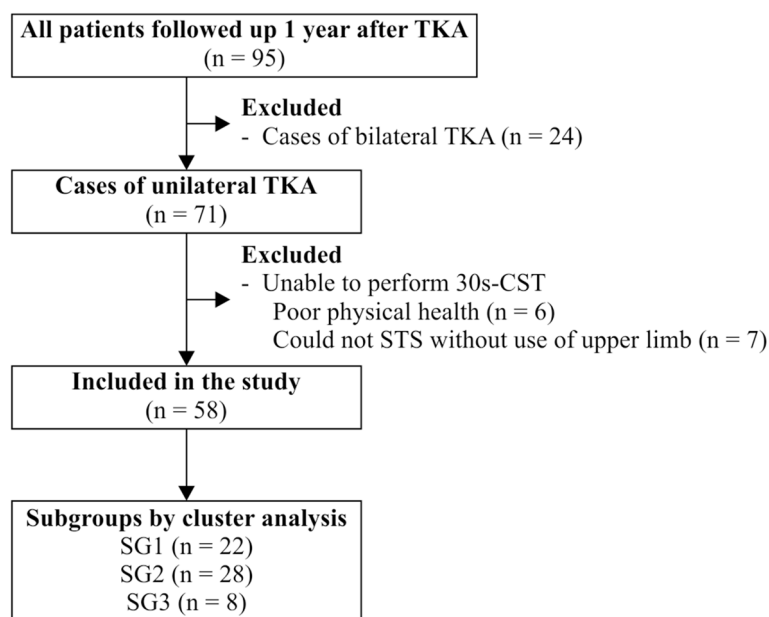 All patients followed up 1 year after TKA
(n = 95)
Excluded
- Cases of bilateral TKA (n = 24)
Cases of unilateral TKA
(n = 71)
Excluded
- Unable to perform 30s-CST
Poor physical health (n = 6)
Could not STS without use of upper limb (n = 7)
Included in the study
(n = 58)
Subgroups by cluster analysis
SG1 (n = 22)
SG2 (n = 28)
SG3 (n = 8)